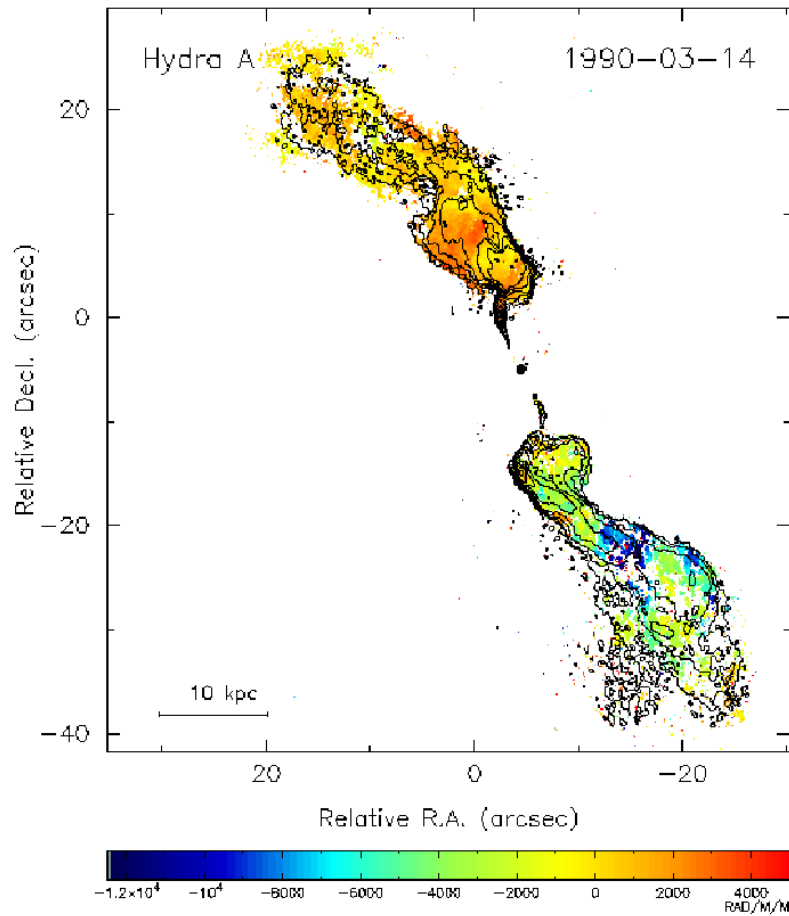 Hydra A 1990-03-14
20
0
-20
-40
Relative Decl. (arcsec)
10 kpc
20 0 -20
Relative R.A. (arcsec)
-1.2×10⁴ -10⁴ -8000 -6000 -4000 -2000 0 2000 4000
RAD/M/M